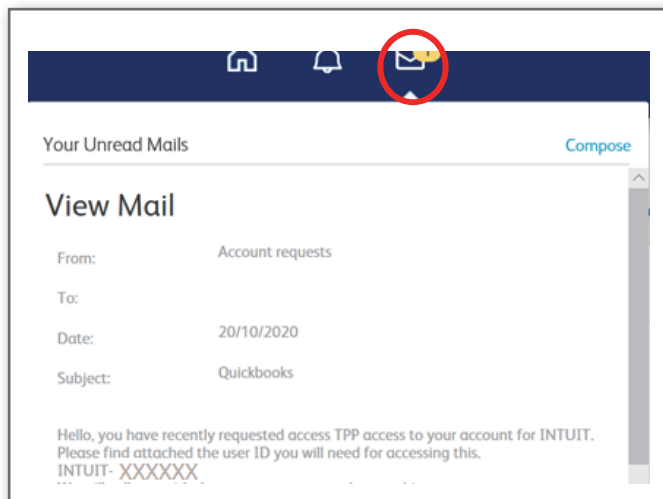 Your Unread Mails
Compose
View Mail
From: Account requests
To:
Date: 20/10/2020
Subject: Quickbooks
Hello, you have recently requested access TPP access to your account for INTUIT.
Please find attached the user ID you will need for accessing this.
INTUIT- XXXXXX